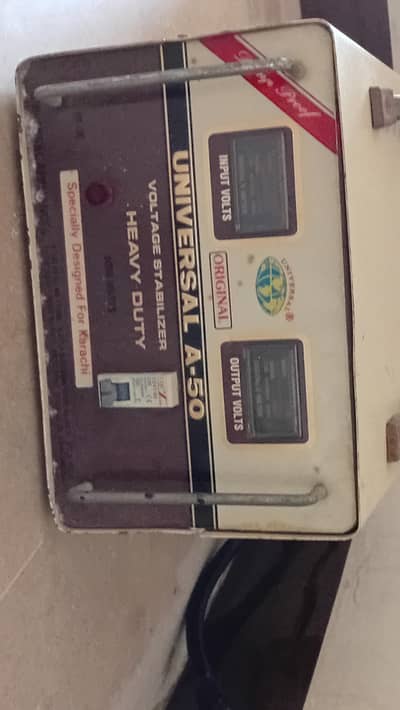 INPUT VOLTS
UNIVERSAL®
ORIGINAL
OUTPUT VOLTS
UNIVERSAL A-50
VOLTAGE STABILIZER
HEAVY DUTY
Specially Designed For Karachi